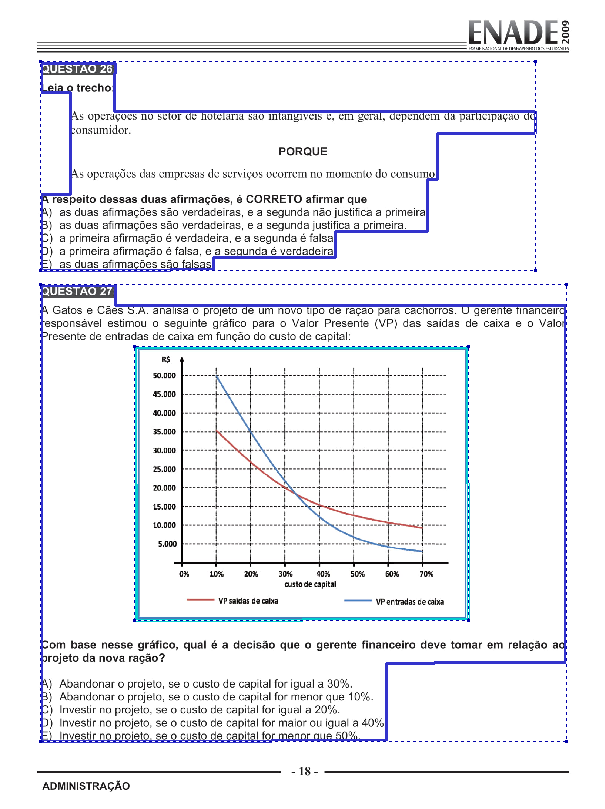 ENADE 2009
EXAME NACIONAL DE DESEMPENHO DOS ESTUDANTES
QUESTÃO 26
Leia o trecho:
As operações no setor de hotelaria são intangíveis e, em geral, dependem da participação do
consumidor.
PORQUE
As operações das empresas de serviços ocorrem no momento do consumo.
A respeito dessas duas afirmações, é CORRETO afirmar que
A) as duas afirmações são verdadeiras, e a segunda não justifica a primeira.
B) as duas afirmações são verdadeiras, e a segunda justifica a primeira.
C) a primeira afirmação é verdadeira, e a segunda é falsa.
D) a primeira afirmação é falsa, e a segunda é verdadeira.
E) as duas afirmações são falsas.
QUESTÃO 27
A Gatos e Cães S.A. analisa o projeto de um novo tipo de ração para cachorros. O gerente financeiro
responsável estimou o seguinte gráfico para o Valor Presente (VP) das saídas de caixa e o Valor
Presente de entradas de caixa em função do custo de capital:
R$
50.000
45.000
40.000
35.000
30.000
25.000
20.000
15.000
10.000
5.000
0% 10% 20% 30% 40% 50% 60% 70%
custo de capital
VP saídas de caixa VP entradas de caixa
Com base nesse gráfico, qual é a decisão que o gerente financeiro deve tomar em relação ao
projeto da nova ração?
A) Abandonar o projeto, se o custo de capital for igual a 30%.
B) Abandonar o projeto, se o custo de capital for menor que 10%.
C) Investir no projeto, se o custo de capital for igual a 20%.
D) Investir no projeto, se o custo de capital for maior ou igual a 40%.
E) Investir no projeto, se o custo de capital for menor que 50%.
- 18 -
ADMINISTRAÇÃO